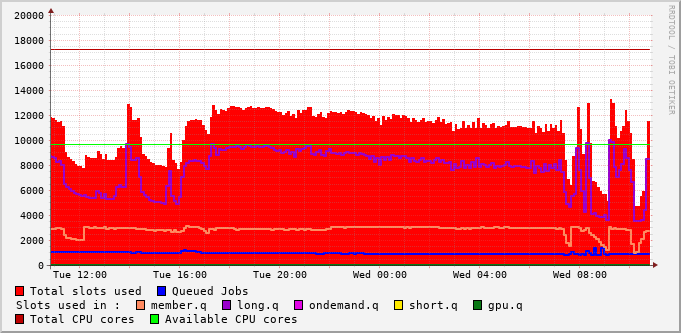 RRDTOOL / TOBI OETIKER
20000
18000
16000
14000
12000
10000
8000
6000
4000
2000
0
Tue 12:00 Tue 16:00 Tue 20:00 Wed 00:00 Wed 04:00 Wed 08:00
Total slots used Queued Jobs
Slots used in : member.q long.q ondemand.q short.q gpu.q
Total CPU cores Available CPU cores